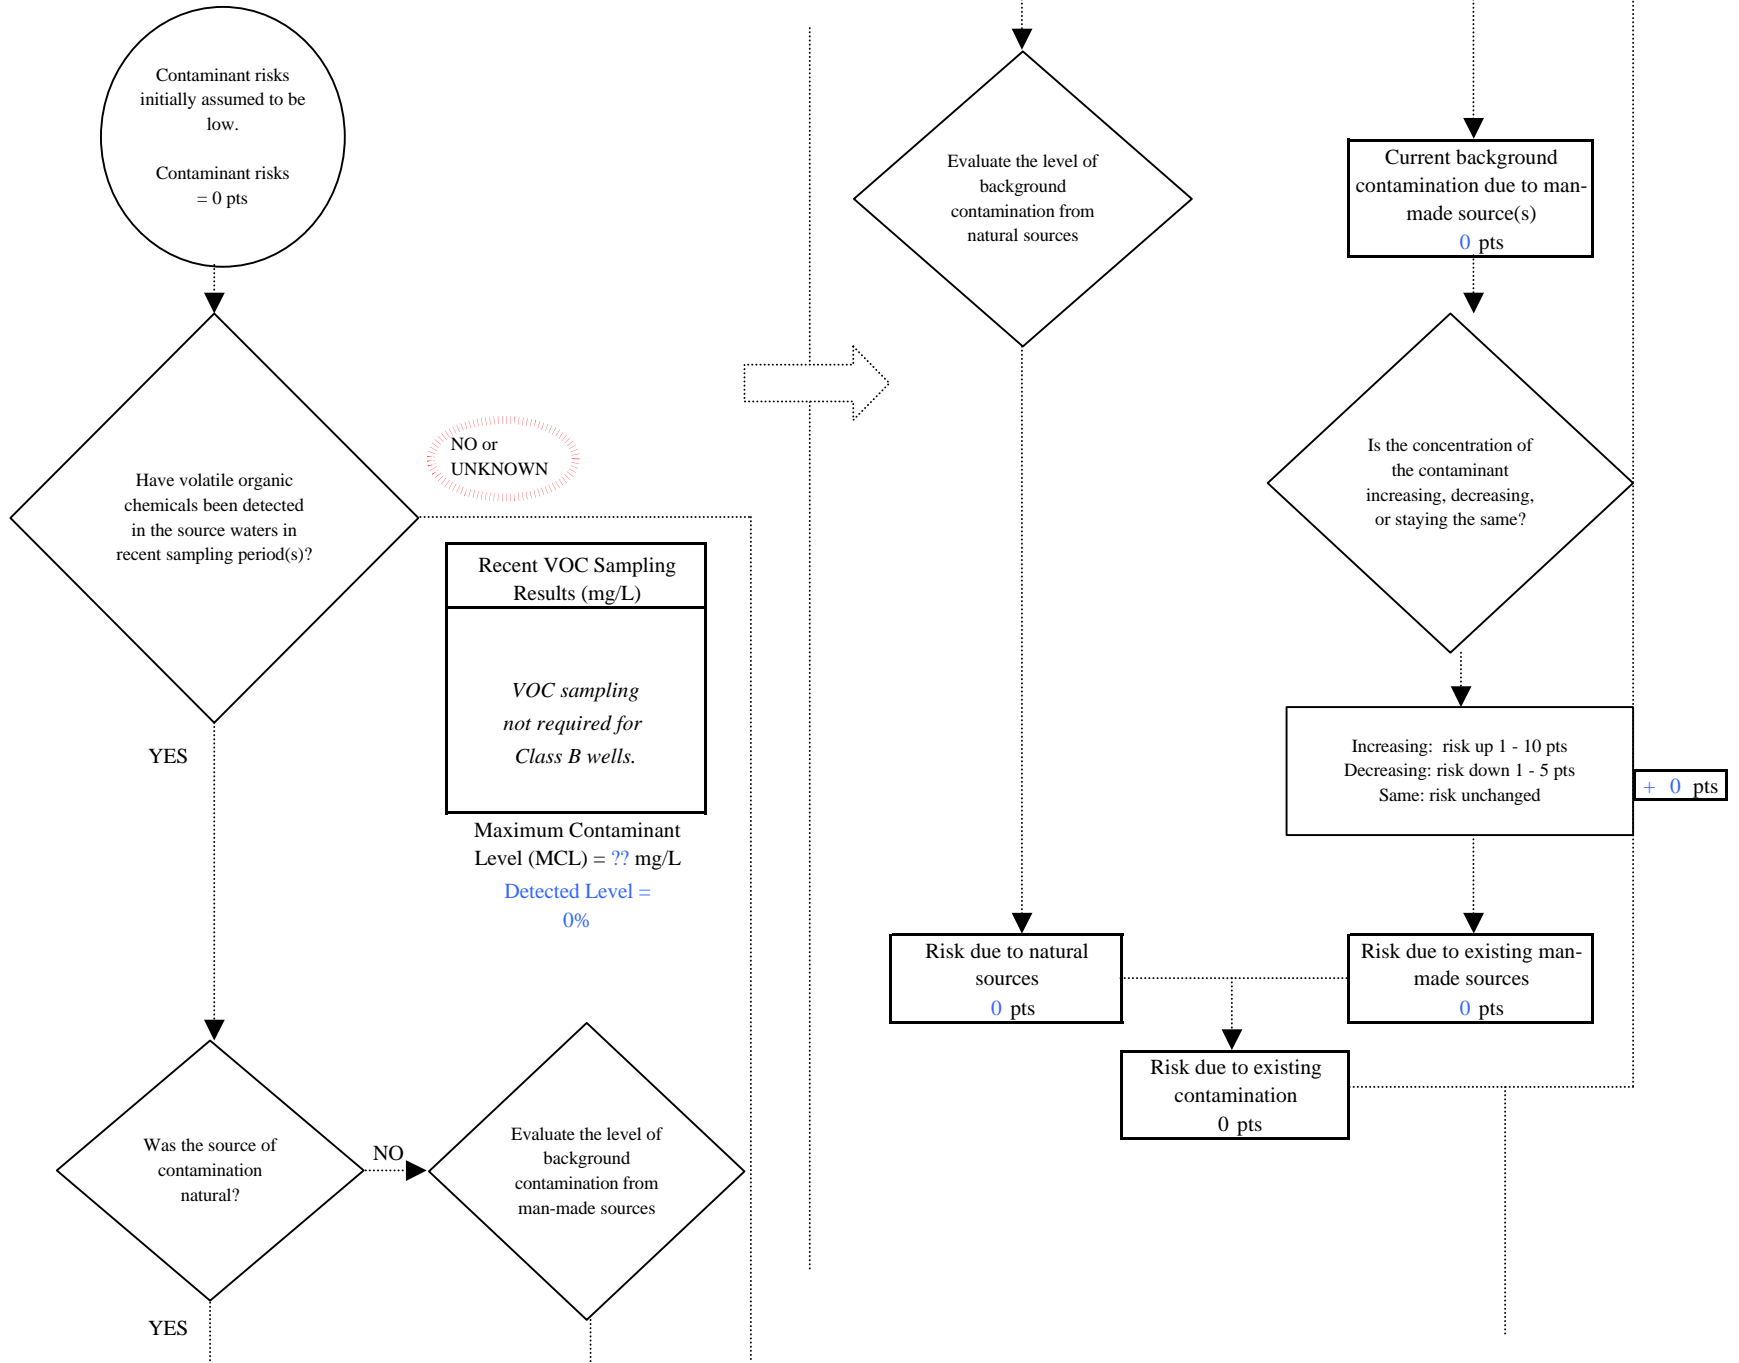 Contaminant risks
initially assumed to be
low.
Contaminant risks
= 0 pts
Have volatile organic
chemicals been detected
in the source waters in
recent sampling period(s)?
NO or
UNKNOWN
Recent VOC Sampling
Results (mg/L)
VOC sampling
not required for
Class B wells.
Maximum Contaminant
Level (MCL) = ?? mg/L
Detected Level =
0%
YES
Was the source of
contamination
natural?
NO
Evaluate the level of
background
contamination from
man-made sources
YES
Evaluate the level of
background
contamination from
natural sources
Current background
contamination due to man-
made source(s)
0 pts
Is the concentration of
the contaminant
increasing, decreasing,
or staying the same?
Increasing: risk up 1 - 10 pts
Decreasing: risk down 1 - 5 pts
Same: risk unchanged
+ 0 pts
Risk due to natural
sources
0 pts
Risk due to existing man-
made sources
0 pts
Risk due to existing
contamination
0 pts